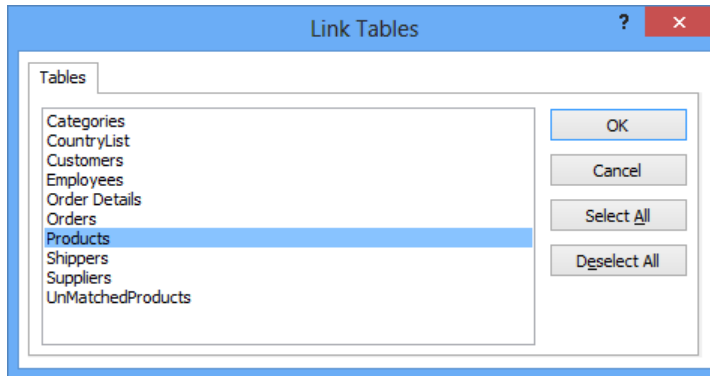 Link Tables
?
×
Tables
Categories
CountryList
Customers
Employees
Order Details
Orders
Products
Shippers
Suppliers
UnMatchedProducts
OK
Cancel
Select All
Deselect All